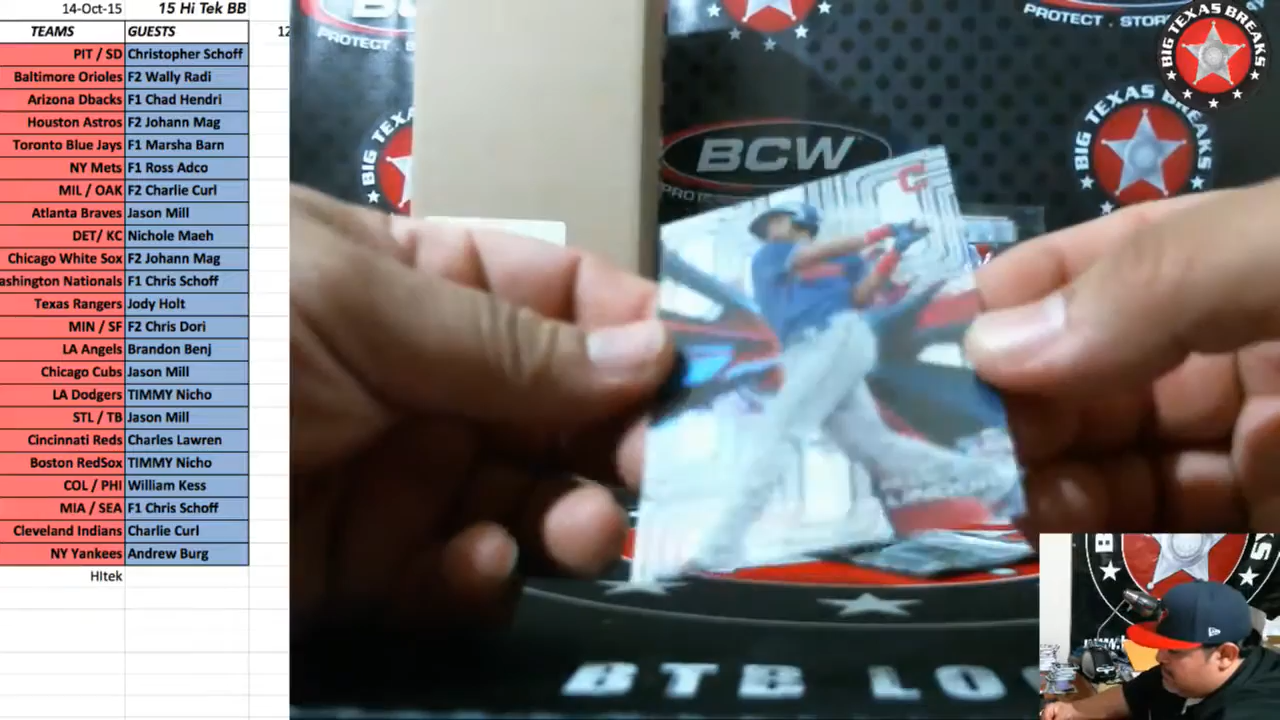 14-Oct-15 15 Hi Tek BB
TEAMS GUESTS 12
PIT / SD Christopher Schoff
Baltimore Orioles F2 Wally Radi
Arizona Dbacks F1 Chad Hendri
Houston Astros F2 Johann Mag
Toronto Blue Jays F1 Marsha Barn
NY Mets F1 Ross Adco
MIL / OAK F2 Charlie Curl
Atlanta Braves Jason Mill
DET/ KC Nichole Maeh
Chicago White Sox F2 Johann Mag
ashington Nationals F1 Chris Schoff
Texas Rangers Jody Holt
MIN / SF F2 Chris Dori
LA Angels Brandon Benj
Chicago Cubs Jason Mill
LA Dodgers TIMMY Nicho
STL / TB Jason Mill
Cincinnati Reds Charles Lawren
Boston RedSox TIMMY Nicho
COL / PHI William Kess
MIA / SEA F1 Chris Schoff
Cleveland Indians Charlie Curl
NY Yankees Andrew Burg
HItek
PROTECT
PROTECT. STOR
BIG TEXAS BREAKS
BIG TEXAS
BCW
PROTE
BIG TEXAS BREAKS
C
BTB LO